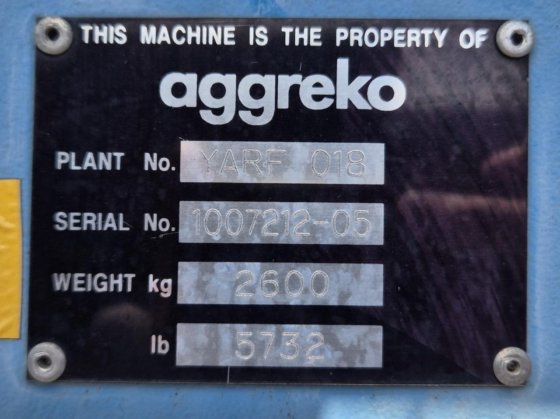 THIS MACHINE IS THE PROPERTY OF
aggreko
PLANT No. YARF 018
SERIAL No. 1007212-05
WEIGHT kg 2600
lb 5732